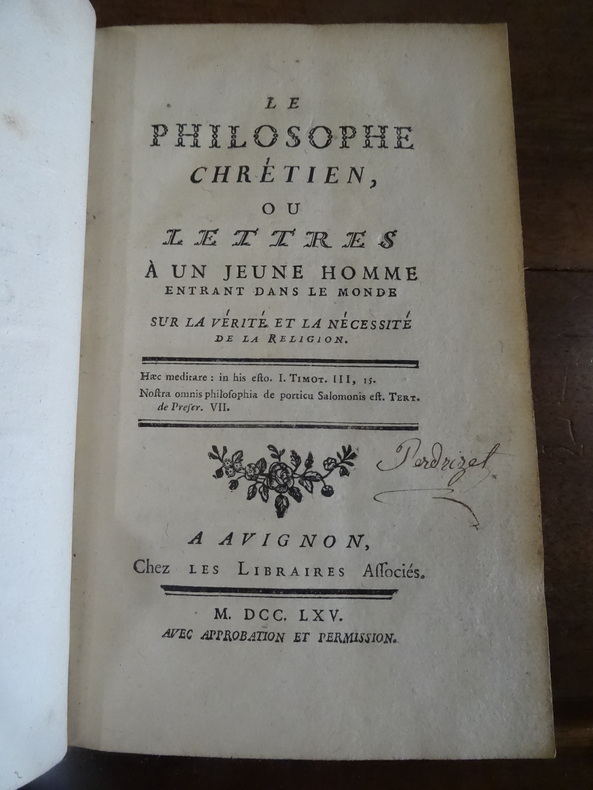 LE
PHILOSOPHE
CHRÉTIEN,
OU
LETTRES
À UN JEUNE HOMME
ENTRANT DANS LE MONDE
SUR LA VÉRITÉ ET LA NÉCESSITÉ
DE LA RELIGION.
Hæc meditare : in his eſto. I. TIMOT. III, 15.
Noſtra omnis philoſophia de porticu Salomonis eſt. TERT.
de Preſcr. VII.
Perdrizet
A AVIGNON,
Chez LES LIBRAIRES Aſſociés.
M. DCC. LXV.
AVEC APPROBATION ET PERMISSION.